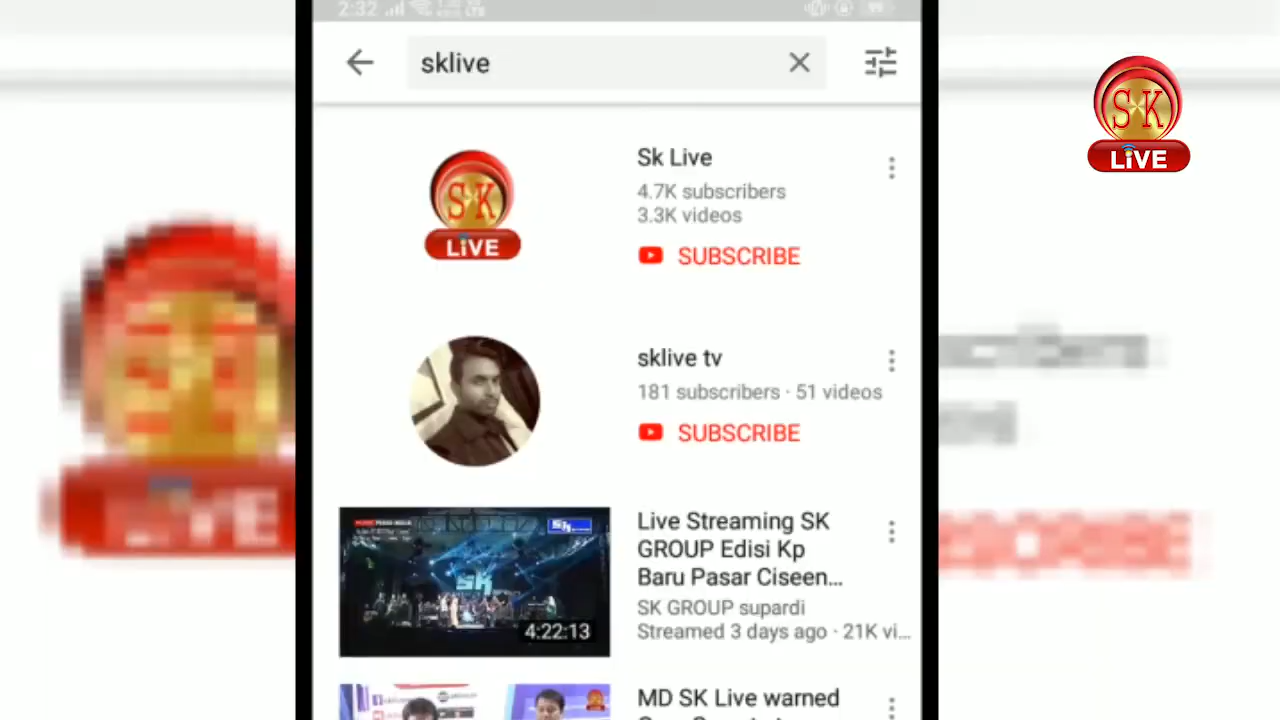 2:32
sklive
S K
LiVE
Sk Live
4.7K subscribers
3.3K videos
SUBSCRIBE
S K
LiVE
sklive tv
181 subscribers · 51 videos
SUBSCRIBE
Live Streaming SK
GROUP Edisi Kp
Baru Pasar Ciseen...
SK GROUP supardi
Streamed 3 days ago · 21K vi...
sk
4:22:13
MD SK Live warned